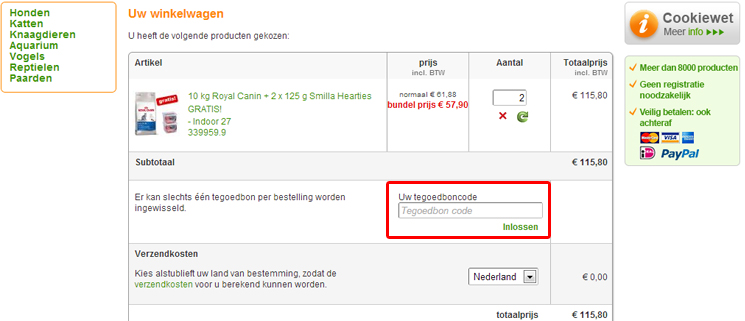 Honden
Katten
Knaagdieren
Aquarium
Vogels
Reptielen
Paarden
Uw winkelwagen
U heeft de volgende producten gekozen:
Artikel prijs Aantal Totaalprijs
incl. BTW incl. BTW
gratis!
10 kg Royal Canin + 2 x 125 g Smilla Hearties
GRATIS!
- Indoor 27
339959.9
normaal € 61,88
bundel prijs € 57,90
2
€ 115,80
Subtotaal € 115,80
Er kan slechts één tegoedbon per bestelling worden
ingewisseld.
Uw tegoedboncode
Tegoedbon code
Inlossen
Verzendkosten
Kies alstublieft uw land van bestemming, zodat de
verzendkosten voor u berekend kunnen worden.
Nederland
€ 0,00
totaalprijs € 115,80
Cookiewet
Meer info
Meer dan 8000 producten
Geen registratie
noodzakelijk
Veilig betalen: ook
achteraf
VISA
iD PayPal